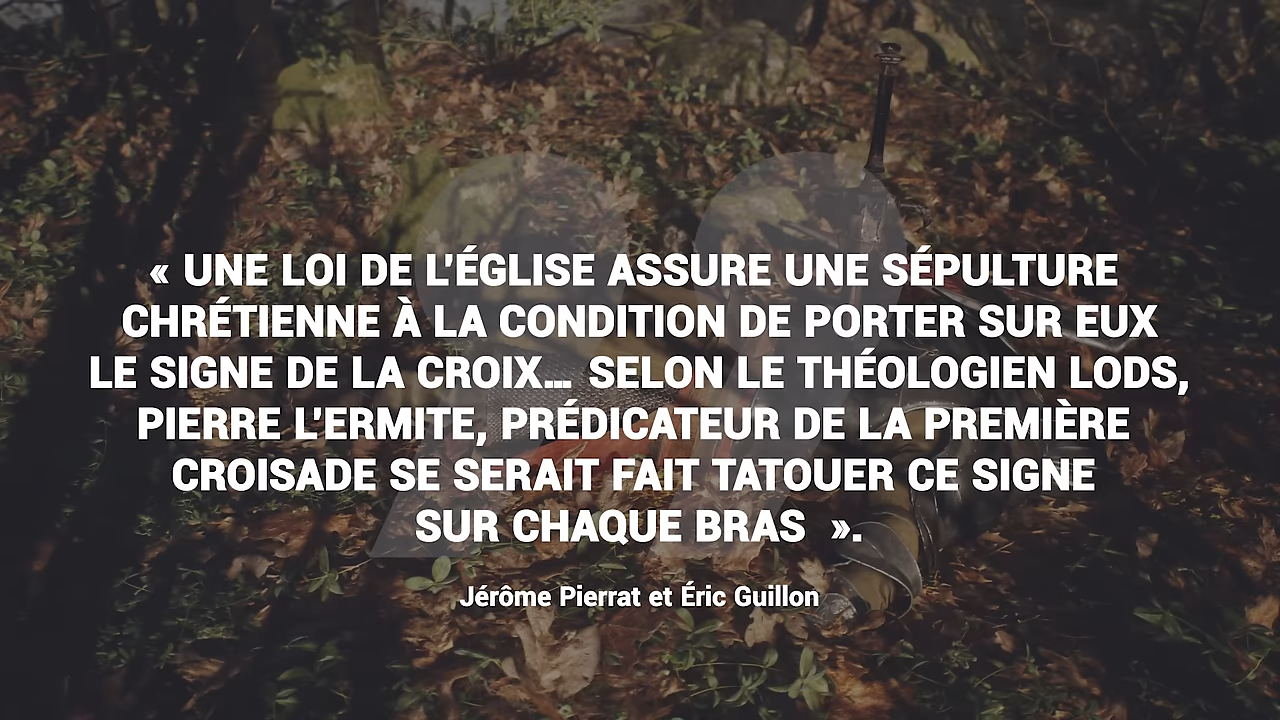 « UNE LOI DE L'ÉGLISE ASSURE UNE SÉPULTURE
CHRÉTIENNE À LA CONDITION DE PORTER SUR EUX
LE SIGNE DE LA CROIX... SELON LE THÉOLOGIEN LODS,
PIERRE L'ERMITE, PRÉDICATEUR DE LA PREMIÈRE
CROISADE SE SERAIT FAIT TATOUER CE SIGNE
SUR CHAQUE BRAS ».
Jérôme Pierrat et Éric Guillon